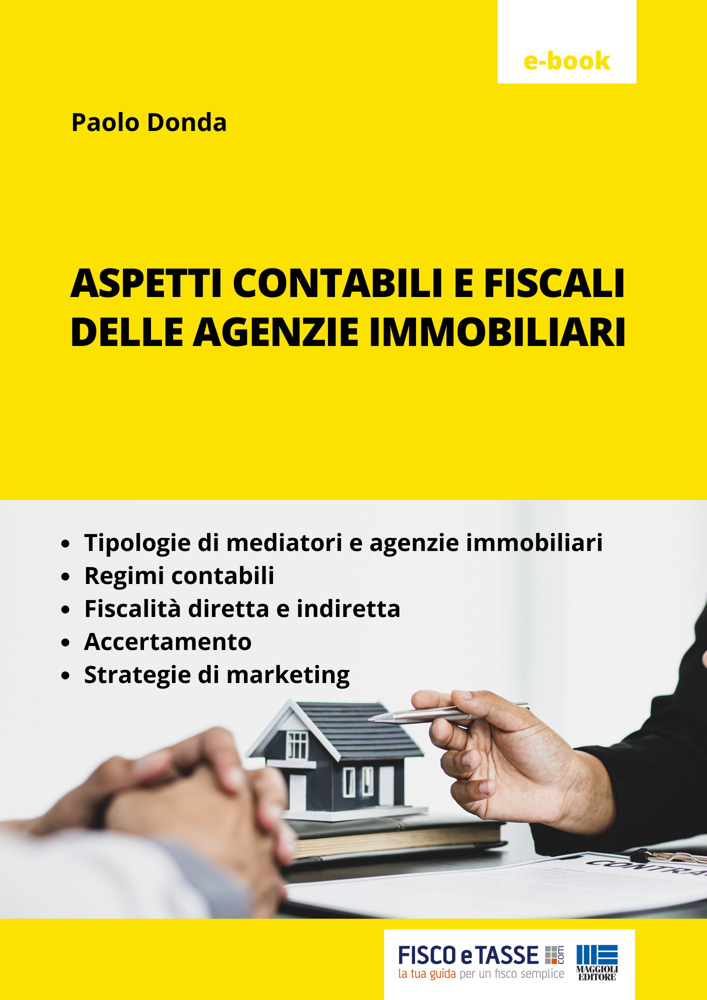 e-book
Paolo Donda
ASPETTI CONTABILI E FISCALI
DELLE AGENZIE IMMOBILIARI
• Tipologie di mediatori e agenzie immobiliari
• Regimi contabili
• Fiscalità diretta e indiretta
• Accertamento
• Strategie di marketing
CONTRA
FISCO e TASSE .com
la tua guida per un fisco semplice
MAGGIOLI
EDITORE